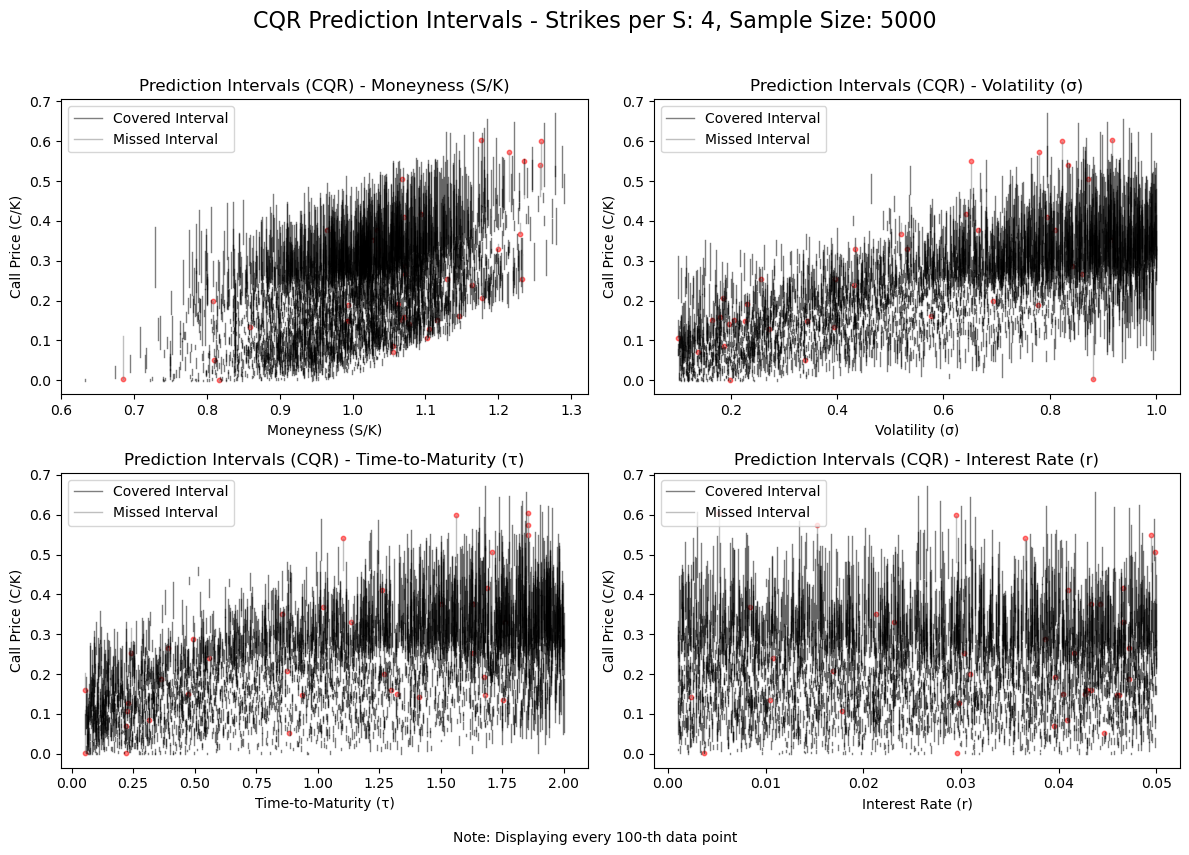 CQR Prediction Intervals - Strikes per S: 4, Sample Size: 5000
Prediction Intervals (CQR) - Moneyness (S/K)
Covered Interval
Missed Interval
Call Price (C/K)
0.7
0.6
0.5
0.4
0.3
0.2
0.1
0.0
0.6 0.7 0.8 0.9 1.0 1.1 1.2 1.3
Moneyness (S/K)
Prediction Intervals (CQR) - Volatility (σ)
Covered Interval
Missed Interval
Call Price (C/K)
0.7
0.6
0.5
0.4
0.3
0.2
0.1
0.0
0.2 0.4 0.6 0.8 1.0
Volatility (σ)
Prediction Intervals (CQR) - Time-to-Maturity (τ)
Covered Interval
Missed Interval
Call Price (C/K)
0.7
0.6
0.5
0.4
0.3
0.2
0.1
0.0
0.00 0.25 0.50 0.75 1.00 1.25 1.50 1.75 2.00
Time-to-Maturity (τ)
Prediction Intervals (CQR) - Interest Rate (r)
Covered Interval
Missed Interval
Call Price (C/K)
0.7
0.6
0.5
0.4
0.3
0.2
0.1
0.0
0.00 0.01 0.02 0.03 0.04 0.05
Interest Rate (r)
Note: Displaying every 100-th data point